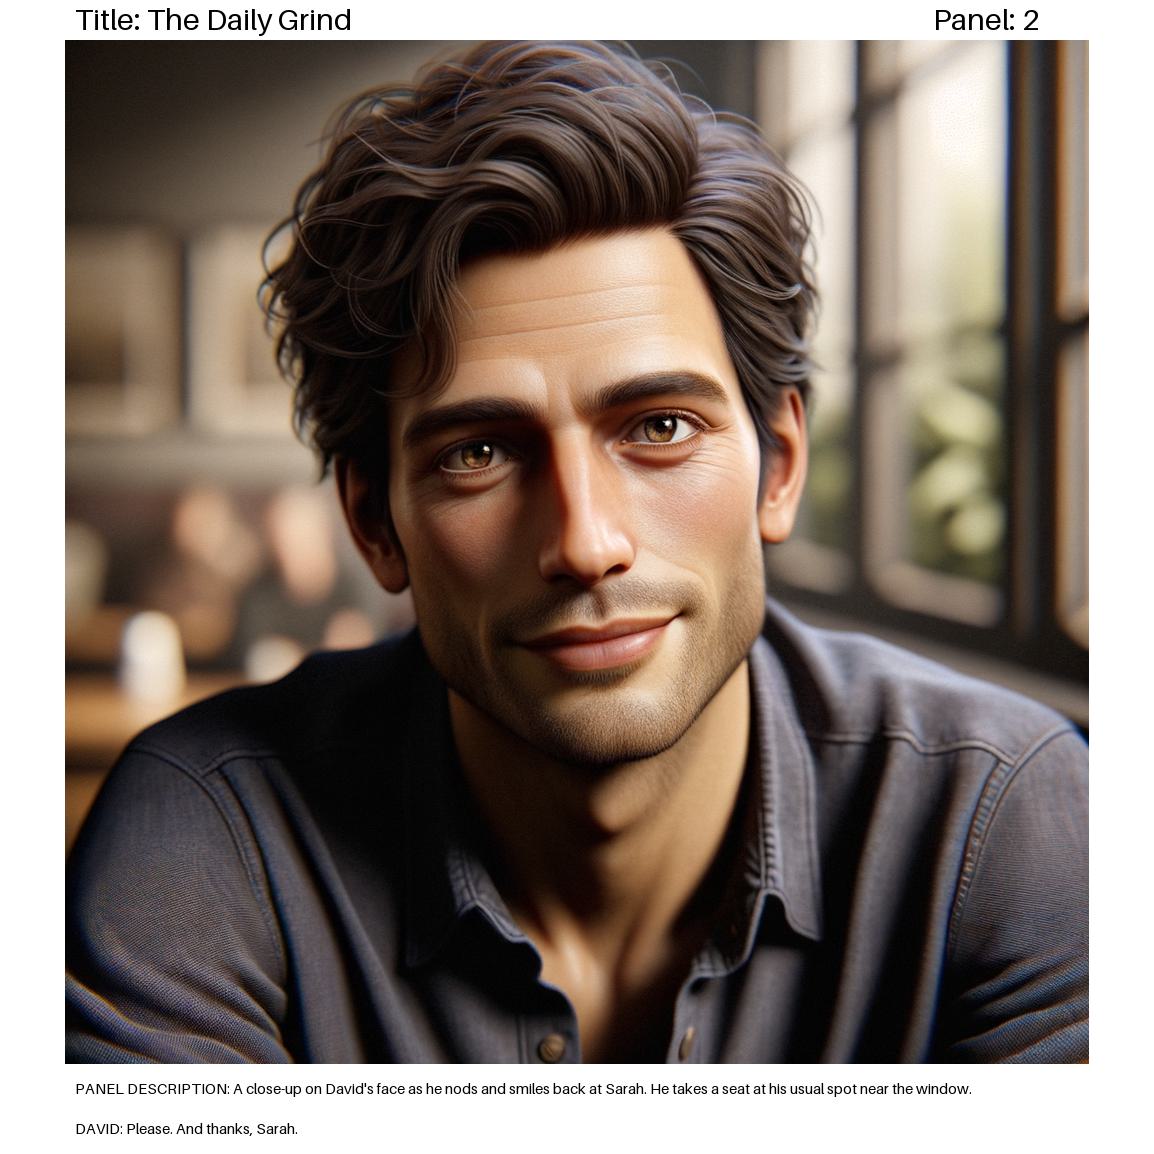 Title: The Daily Grind
Panel: 2
PANEL DESCRIPTION: A close-up on David's face as he nods and smiles back at Sarah. He takes a seat at his usual spot near the window.
DAVID: Please. And thanks, Sarah.